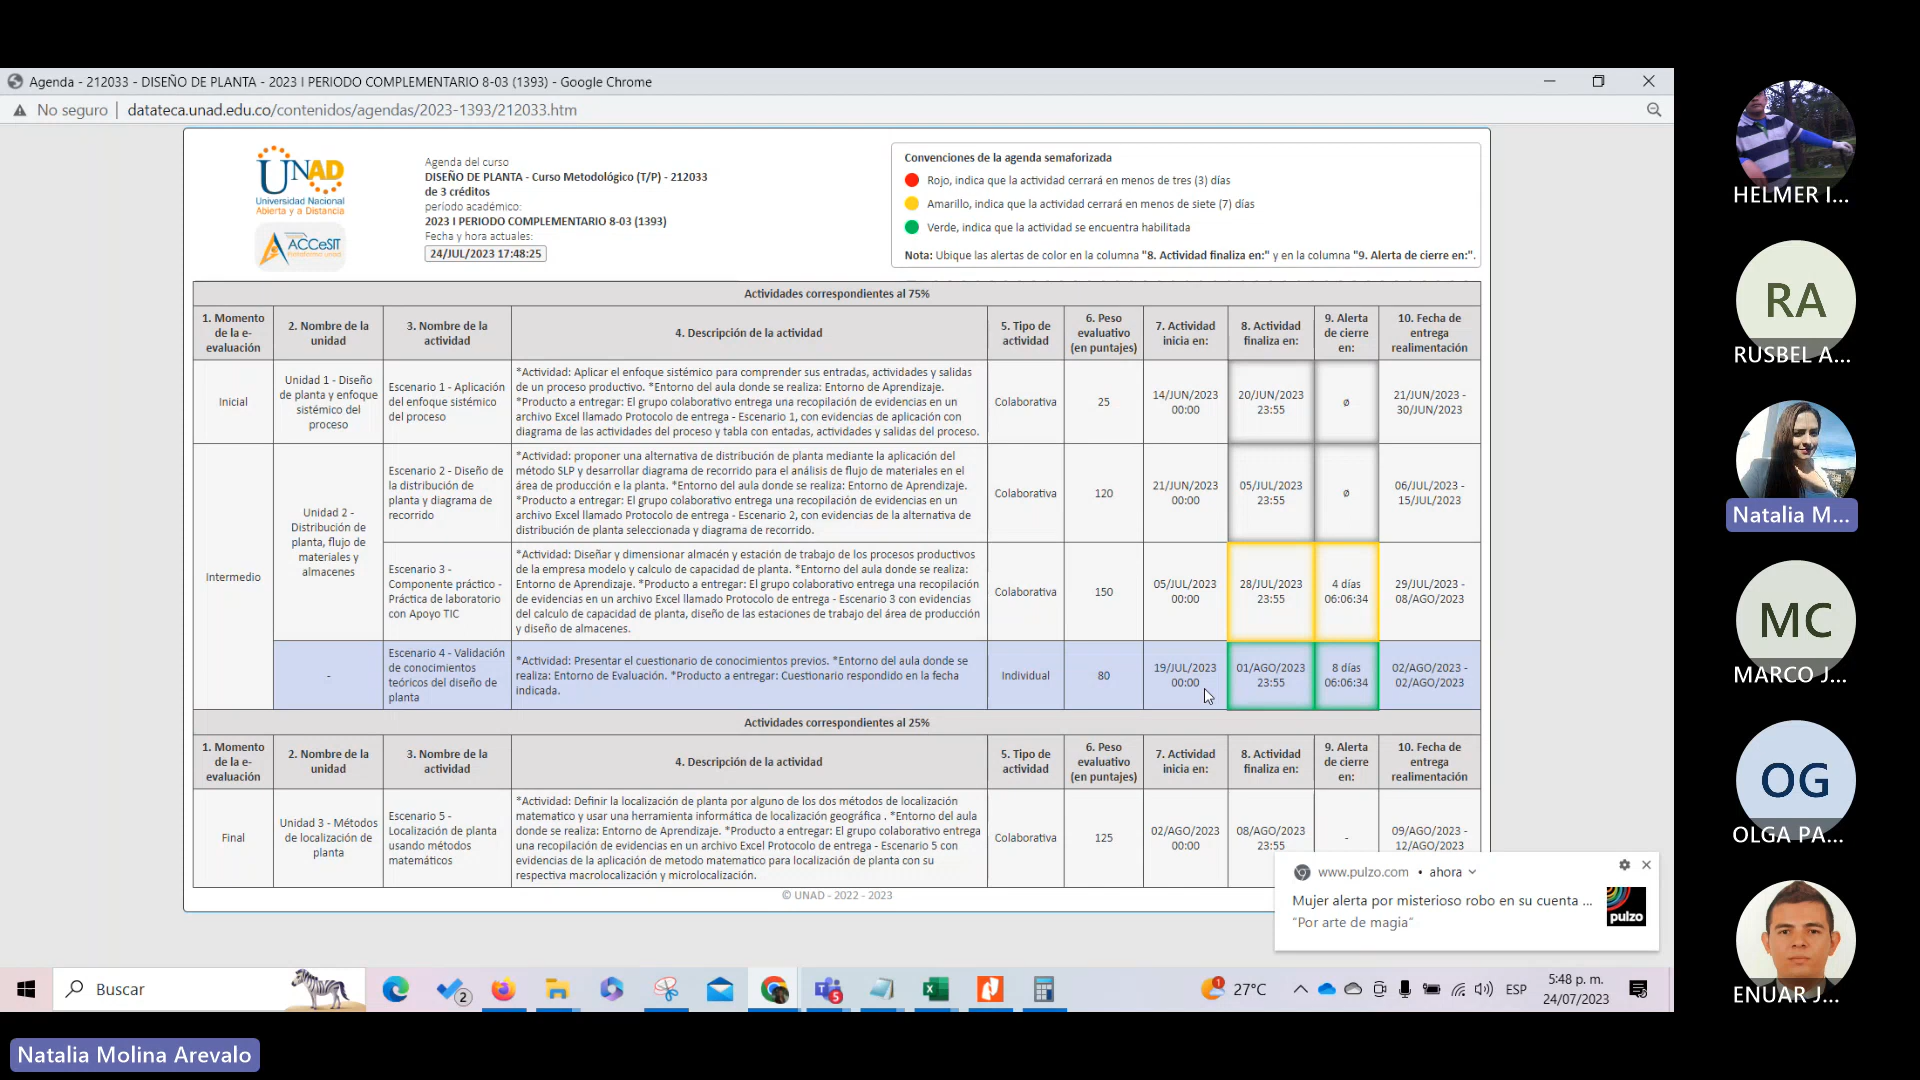 Agenda - 212033 - DISEÑO DE PLANTA - 2023 I PERIODO COMPLEMENTARIO 8-03 (1393) - Google Chrome
No seguro | datateca.unad.edu.co/contenidos/agendas/2023-1393/212033.htm
UNAD
Universidad Nacional
Abierta y a Distancia
ACCeSIT
Agenda del curso
DISEÑO DE PLANTA - Curso Metodológico (T/P) - 212033
de 3 créditos
período académico:
2023 I PERIODO COMPLEMENTARIO 8-03 (1393)
Fecha y hora actuales:
24/JUL/2023 17:48:25
Convenciones de la agenda semaforizada
Rojo, indica que la actividad cerrará en menos de tres (3) días
Amarillo, indica que la actividad cerrará en menos de siete (7) días
Verde, indica que la actividad se encuentra habilitada
Nota: Ubique las alertas de color en la columna "8. Actividad finaliza en:" y en la columna "9. Alerta de cierre en:".
Actividades correspondientes al 75%
1. Momento
de la e-
evaluación
2. Nombre de la
unidad
3. Nombre de la
actividad
4. Descripción de la actividad
5. Tipo de
actividad
6. Peso
evaluativo
(en puntajes)
7. Actividad
inicia en:
8. Actividad
finaliza en:
9. Alerta
de cierre
en:
10. Fecha de
entrega
realimentación
Inicial
Unidad 1 - Diseño
de planta y enfoque
sistémico del
proceso
Escenario 1 - Aplicación
del enfoque sistémico
del proceso
*Actividad: Aplicar el enfoque sistémico para comprender sus entradas, actividades y salidas
de un proceso productivo. *Entorno del aula donde se realiza: Entorno de Aprendizaje.
*Producto a entregar: El grupo colaborativo entrega una recopilación de evidencias en un
archivo Excel llamado Protocolo de entrega - Escenario 1, con evidencias de aplicación con
diagrama de las actividades del proceso y tabla con entadas, actividades y salidas del proceso.
Colaborativa
25
14/JUN/2023
00:00
20/JUN/2023
23:55
ø
21/JUN/2023 -
30/JUN/2023
Intermedio
Unidad 2 -
Distribución de
planta, flujo de
materiales y
almacenes
Escenario 2 - Diseño de
la distribución de
planta y diagrama de
recorrido
*Actividad: proponer una alternativa de distribución de planta mediante la aplicación del
método SLP y desarrollar diagrama de recorrido para el análisis de flujo de materiales en el
área de producción e la planta. *Entorno del aula donde se realiza: Entorno de Aprendizaje.
*Producto a entregar: El grupo colaborativo entrega una recopilación de evidencias en un
archivo Excel llamado Protocolo de entrega - Escenario 2, con evidencias de la alternativa de
distribución de planta seleccionada y diagrama de recorrido.
Colaborativa
120
21/JUN/2023
00:00
05/JUL/2023
23:55
ø
06/JUL/2023 -
15/JUL/2023
Escenario 3 -
Componente práctico -
Práctica de laboratorio
con Apoyo TIC
*Actividad: Diseñar y dimensionar almacén y estación de trabajo de los procesos productivos
de la empresa modelo y calculo de capacidad de planta. *Entorno del aula donde se realiza:
Entorno de Aprendizaje. *Producto a entregar: El grupo colaborativo entrega una recopilación
de evidencias en un archivo Excel llamado Protocolo de entrega - Escenario 3 con evidencias
del calculo de capacidad de planta, diseño de las estaciones de trabajo del área de producción
y diseño de almacenes.
Colaborativa
150
05/JUL/2023
00:00
28/JUL/2023
23:55
4 días
06:06:34
29/JUL/2023 -
08/AGO/2023
-
Escenario 4 - Validación
de conocimientos
teóricos del diseño de
planta
*Actividad: Presentar el cuestionario de conocimientos previos. *Entorno del aula donde se
realiza: Entorno de Evaluación. *Producto a entregar: Cuestionario respondido en la fecha
indicada.
Individual
80
19/JUL/2023
00:00
01/AGO/2023
23:55
8 días
06:06:34
02/AGO/2023 -
02/AGO/2023
Actividades correspondientes al 25%
1. Momento
de la e-
evaluación
2. Nombre de la
unidad
3. Nombre de la
actividad
4. Descripción de la actividad
5. Tipo de
actividad
6. Peso
evaluativo
(en puntajes)
7. Actividad
inicia en:
8. Actividad
finaliza en:
9. Alerta
de cierre
en:
10. Fecha de
entrega
realimentación
Final
Unidad 3 - Métodos
de localización de
planta
Escenario 5 -
Localización de planta
usando métodos
matemáticos
*Actividad: Definir la localización de planta por alguno de los dos métodos de localización
matematico y usar una herramienta informática de localización geográfica . *Entorno del aula
donde se realiza: Entorno de Aprendizaje. *Producto a entregar: El grupo colaborativo entrega
una recopilación de evidencias en un archivo Excel Protocolo de entrega - Escenario 5 con
evidencias de la aplicación de metodo matematico para localización de planta con su
respectiva macrolocalización y microlocalización.
Colaborativa
125
02/AGO/2023
00:00
08/AGO/2023
23:55
-
09/AGO/2023 -
12/AGO/2023
© UNAD - 2022 - 2023
www.pulzo.com • ahora
Mujer alerta por misterioso robo en su cuenta ...
"Por arte de magia"
pulzo
Buscar
2
5
1
27°C
ESP
5:48 p. m.
24/07/2023
HELMER I...
RA
RUSBEL A...
Natalia M...
MC
MARCO J...
OG
OLGA PA...
ENUAR J...
Natalia Molina Arevalo